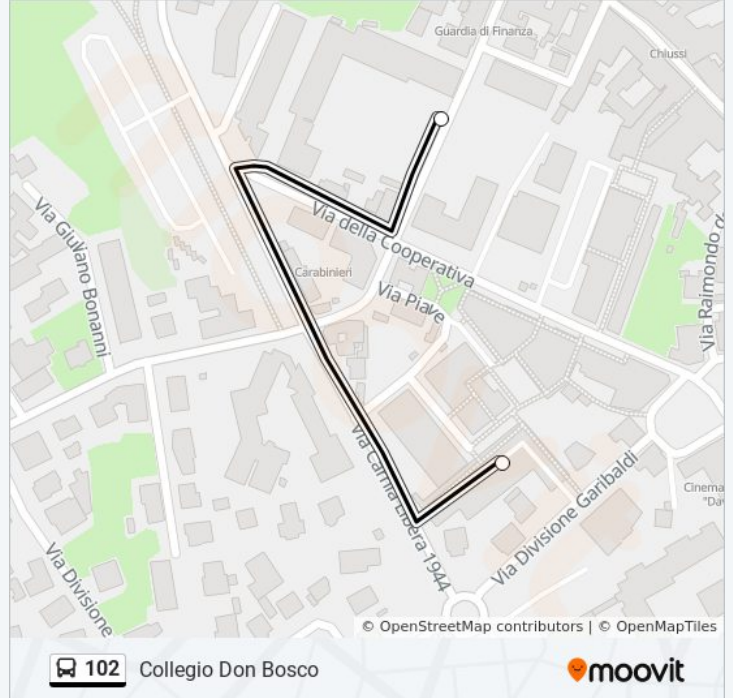 Guardia di Finanza
Chiussi
Via Giuliano Bonanni
Via della Cooperativa
Carabinieri
Via Piave
Via Raimondo d
Via Carnia Libera 1944
Via Divisione Garibaldi
Cinema
"Da
Via Divisione
© OpenStreetMap contributors | © OpenMapTiles
102 Collegio Don Bosco
moovit